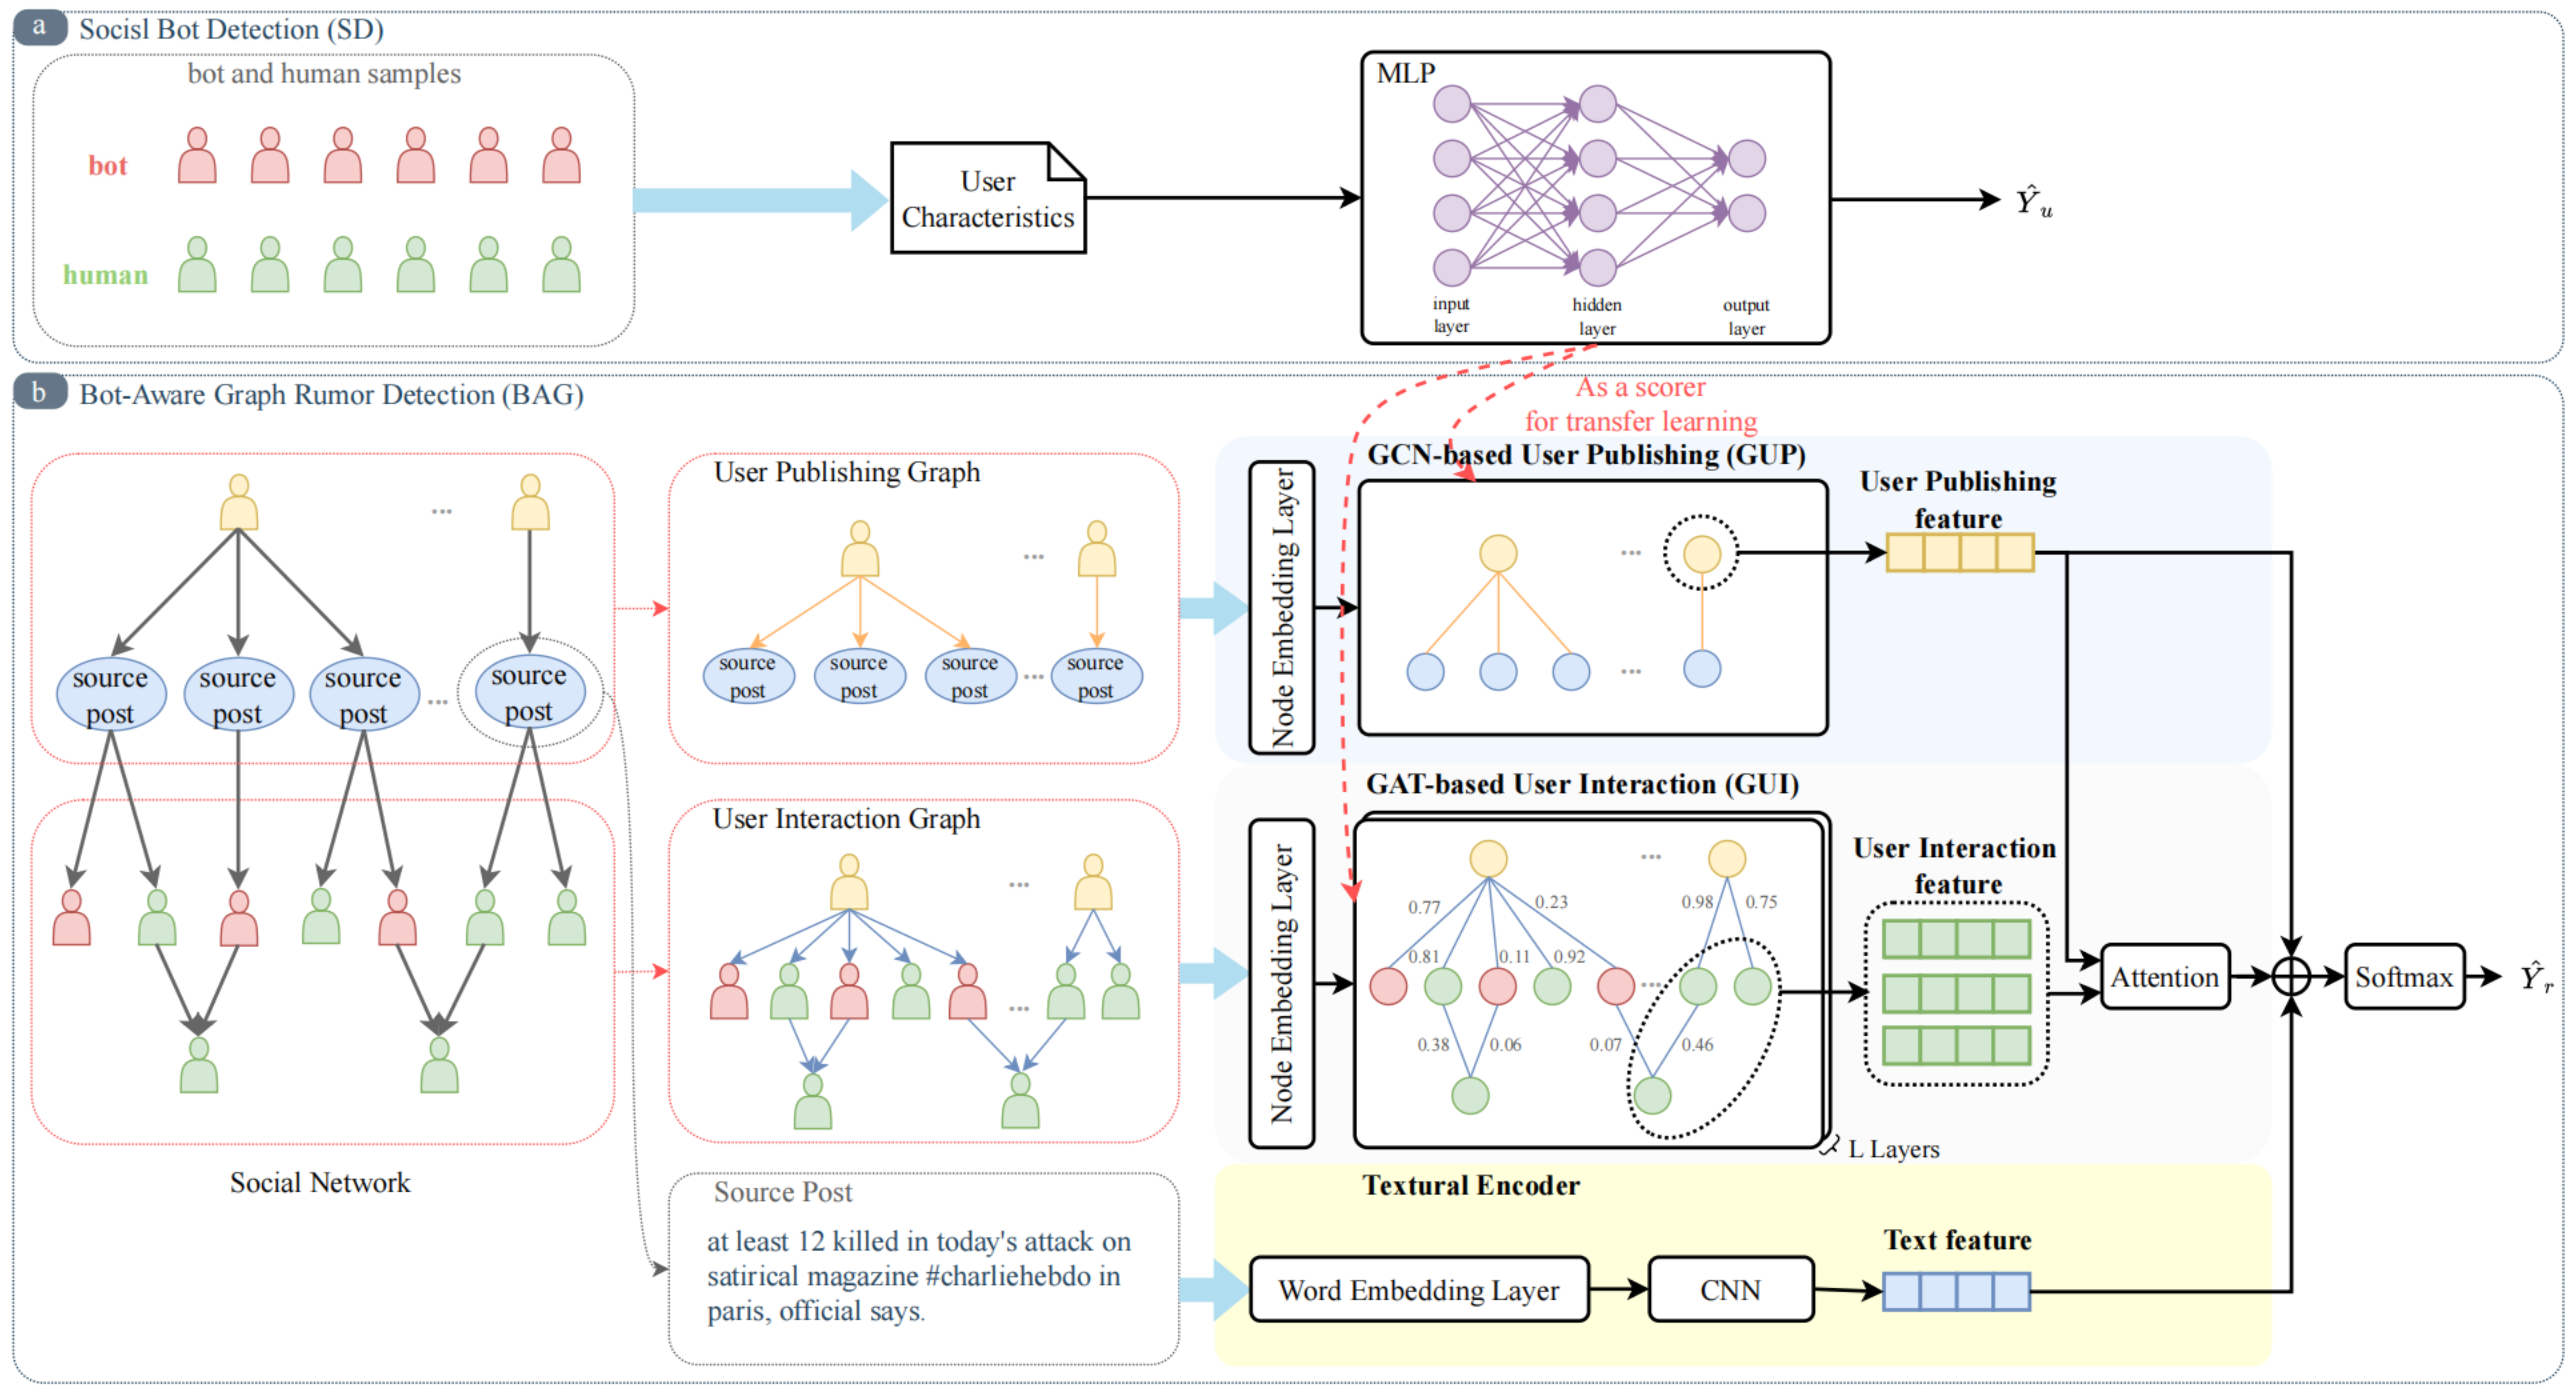 a
Socisl Bot Detection (SD)
bot and human samples
bot
human
User
Characteristics
MLP
input
layer
hidden
layer
output
layer
Ŷu
b
Bot-Aware Graph Rumor Detection (BAG)
As a scorer
for transfer learning
...
source
post
source
post
source
post
...
source
post
Social Network
User Publishing Graph
...
source
post
source
post
source
post
...
source
post
User Interaction Graph
...
...
Source Post
at least 12 killed in today's attack on
satirical magazine #charliehebdo in
paris, official says.
Node Embedding Layer
GCN-based User Publishing (GUP)
...
...
User Publishing
feature
Node Embedding Layer
GAT-based User Interaction (GUI)
...
0.77
0.23
0.98
0.75
0.81
0.11
0.92
...
0.38
0.06
0.07
0.46
L Layers
User Interaction
feature
Attention
Softmax
Ŷr
Textural Encoder
Word Embedding Layer
CNN
Text feature